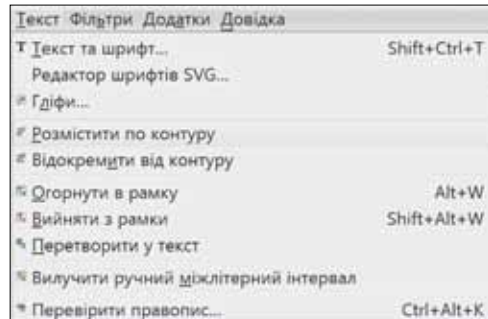 Текст Фільтри Додатки Довідка
Текст та шрифт... Shift+Ctrl+T
Редактор шрифтів SVG...
Гліфи...
Розмістити по контуру
Відокремити від контуру
Огорнути в рамку Alt+W
Вийняти з рамки Shift+Alt+W
Перетворити у текст
Вилучити ручний міжлітерний інтервал
Перевірити правопис... Ctrl+Alt+K